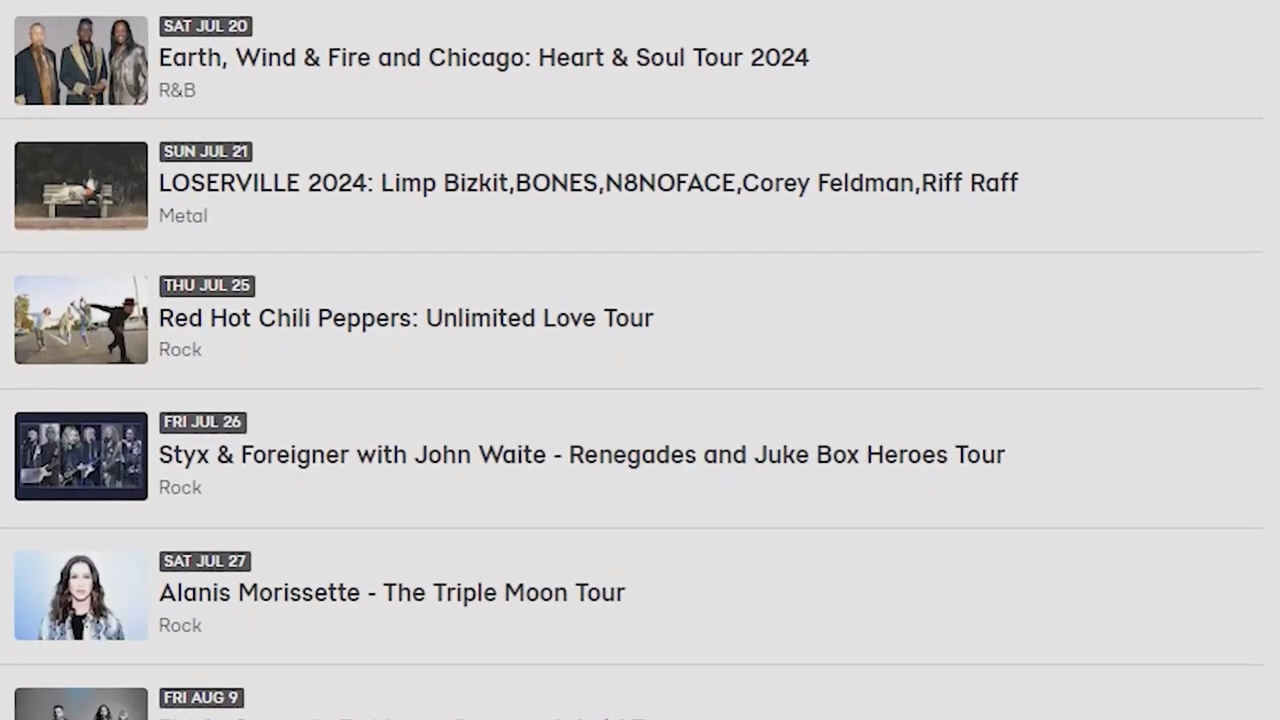 SAT JUL 20
Earth, Wind & Fire and Chicago: Heart & Soul Tour 2024
R&B
SUN JUL 21
LOSERVILLE 2024: Limp Bizkit,BONES,N8NOFACE,Corey Feldman,Riff Raff
Metal
THU JUL 25
Red Hot Chili Peppers: Unlimited Love Tour
Rock
FRI JUL 26
Styx & Foreigner with John Waite - Renegades and Juke Box Heroes Tour
Rock
SAT JUL 27
Alanis Morissette - The Triple Moon Tour
Rock
FRI AUG 9